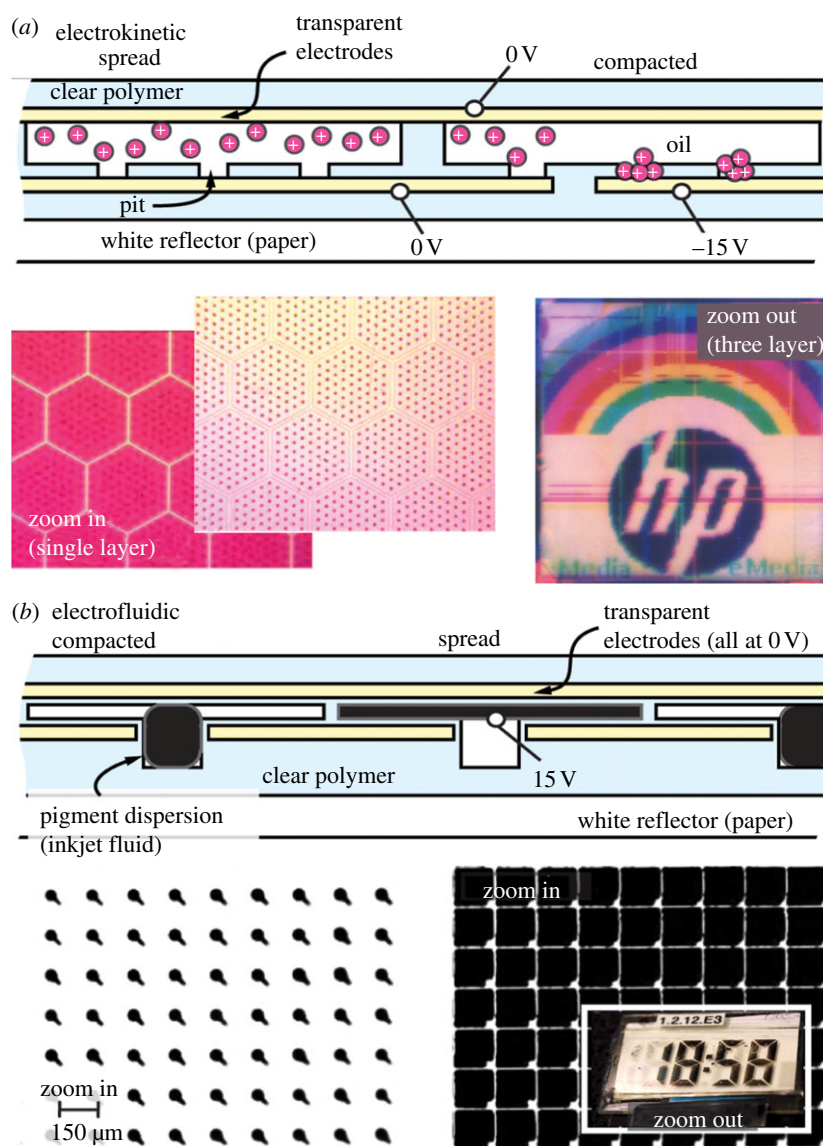 (a)
electrokinetic
spread
transparent
electrodes
0 V
compacted
clear polymer
+ + + + + + + + + + + + + +
oil
pit
0 V
–15 V
white reflector (paper)
zoom in
(single layer)
zoom out
(three layer)
hp
Media
eMedia
(b)
electrofluidic
compacted
spread
transparent
electrodes (all at 0 V)
clear polymer
15 V
pigment dispersion
(inkjet fluid)
white reflector (paper)
zoom in
150 µm
zoom in
1.2.12.E3
18:58
zoom out